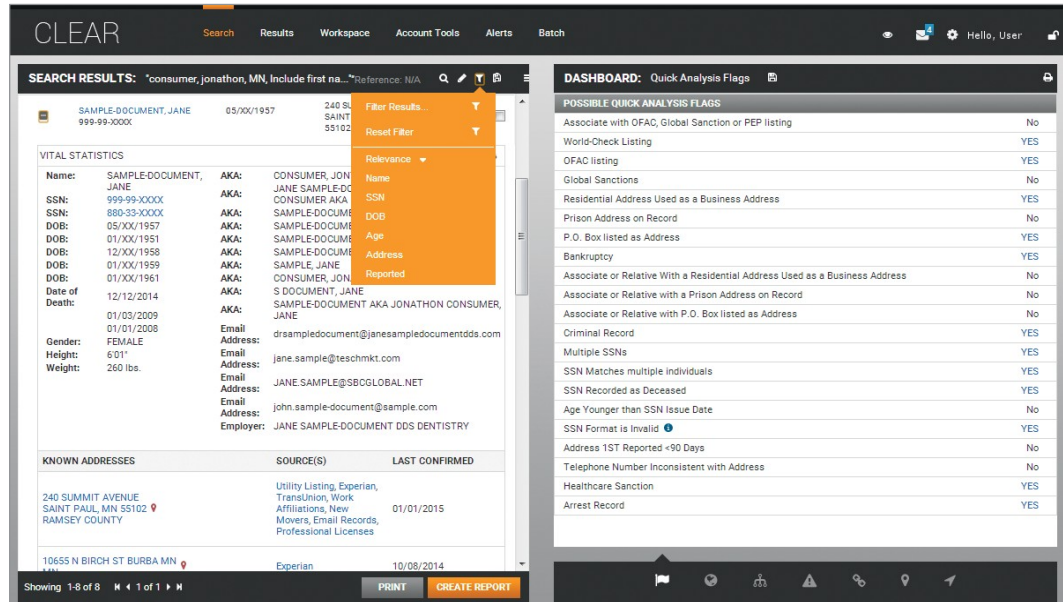 CLEAR
Search Results Workspace Account Tools Alerts Batch
4
Hello, User
SEARCH RESULTS: "consumer, jonathon, MN, Include first na..." Reference: N/A
SAMPLE-DOCUMENT, JANE
999-99-XXXX
05/XX/1957
240 SU
SAINT
55102
Filter Results...
Reset Filter
Relevance
Name
SSN
DOB
Age
Address
Reported
VITAL STATISTICS
Name: SAMPLE-DOCUMENT,
JANE
SSN: 999-99-XXXX
SSN: 880-33-XXXX
DOB: 05/XX/1957
DOB: 01/XX/1951
DOB: 12/XX/1958
DOB: 01/XX/1959
DOB: 01/XX/1961
Date of
Death:
12/12/2014
01/03/2009
01/01/2008
Gender: FEMALE
Height: 6'01"
Weight: 260 lbs.
AKA: CONSUMER, JON
AKA: JANE SAMPLE-DO
CONSUMER AKA
AKA: SAMPLE-DOCUME
AKA: SAMPLE-DOCUME
AKA: SAMPLE-DOCUME
AKA: SAMPLE, JANE
AKA: CONSUMER, JON
AKA: S DOCUMENT, JANE
AKA: SAMPLE-DOCUMENT AKA JONATHON CONSUMER,
JANE
Email
Address:
drsampledocument@janesampledocumentdds.com
Email
Address:
jane.sample@teschmkt.com
Email
Address:
JANE.SAMPLE@SBCGLOBAL.NET
Email
Address:
john.sample-document@sample.com
Employer: JANE SAMPLE-DOCUMENT DDS DENTISTRY
KNOWN ADDRESSES SOURCE(S) LAST CONFIRMED
240 SUMMIT AVENUE
SAINT PAUL, MN 55102
RAMSEY COUNTY
Utility Listing, Experian,
TransUnion, Work
Affiliations, New
Movers, Email Records,
Professional Licenses
01/01/2015
10655 N BIRCH ST BURBA MN
MN
Experian
10/08/2014
Showing 1-8 of 8 1 of 1
PRINT
CREATE REPORT
DASHBOARD: Quick Analysis Flags
POSSIBLE QUICK ANALYSIS FLAGS
Associate with OFAC, Global Sanction or PEP listing No
World-Check Listing YES
OFAC listing YES
Global Sanctions No
Residential Address Used as a Business Address YES
Prison Address on Record No
P.O. Box listed as Address YES
Bankruptcy YES
Associate or Relative With a Residential Address Used as a Business Address No
Associate or Relative with a Prison Address on Record No
Associate or Relative with P.O. Box listed as Address No
Criminal Record YES
Multiple SSNs YES
SSN Matches multiple individuals YES
SSN Recorded as Deceased YES
Age Younger than SSN Issue Date No
SSN Format is Invalid YES
Address 1ST Reported <90 Days No
Telephone Number Inconsistent with Address No
Healthcare Sanction YES
Arrest Record YES